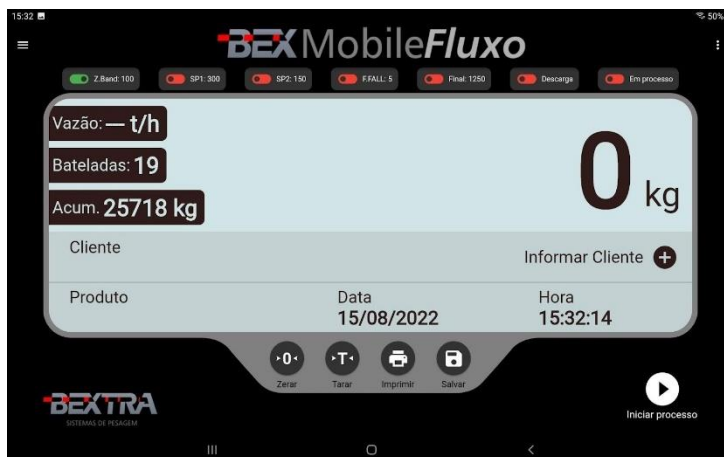 15:32
50%
BEXMobileFluxo
Z.Band: 100
SP1: 300
SP2: 150
F.FALL: 5
Final: 1250
Descarga
Em processo
Vazão: --- t/h
Bateladas: 19
Acum. 25718 kg
0 kg
Cliente
Informar Cliente
Produto
Data
15/08/2022
Hora
15:32:14
0
T
Zerar
Tarar
Imprimir
Salvar
BEXTRA
SISTEMAS DE PESAGEM
Iniciar processo